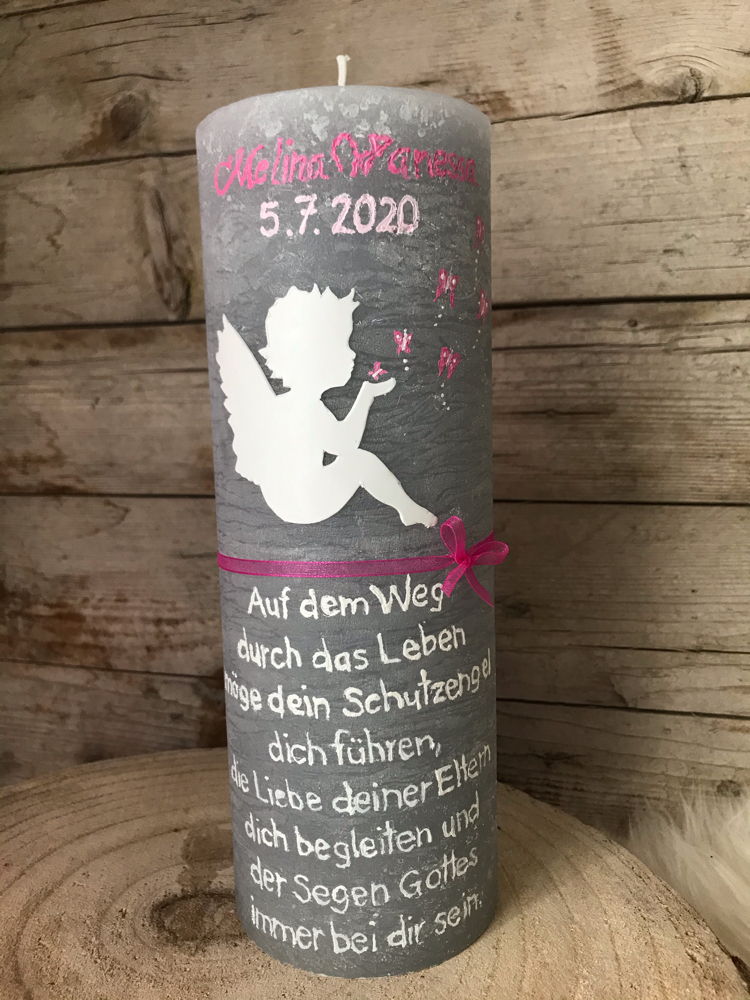 Melina Vanessa
5.7.2020
Auf dem Weg
durch das Leben
möge dein Schutzengel
dich führen,
die Liebe deiner Eltern
dich begleiten und
der Segen Gottes
immer bei dir sein.